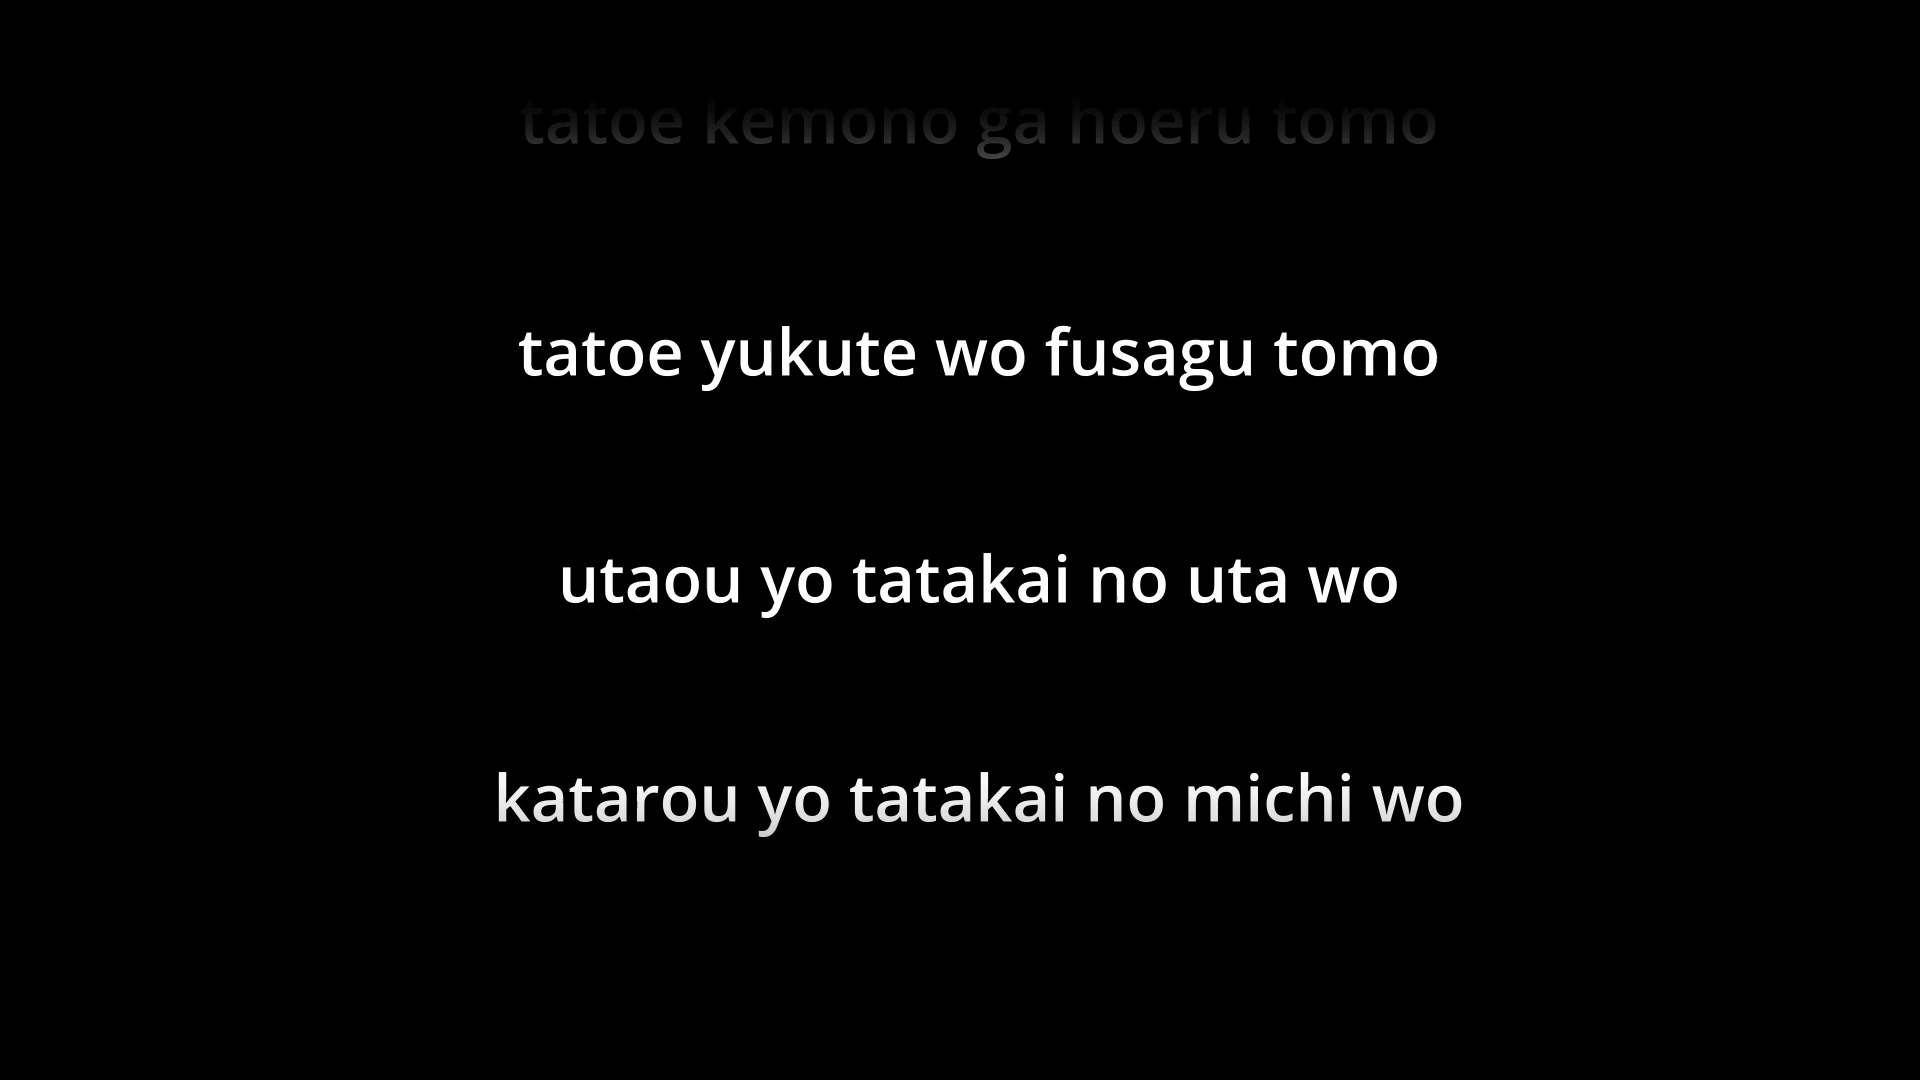 tatoe kemono ga hoeru tomo
tatoe yukute wo fusagu tomo
utaou yo tatakai no uta wo
katarou yo tatakai no michi wo